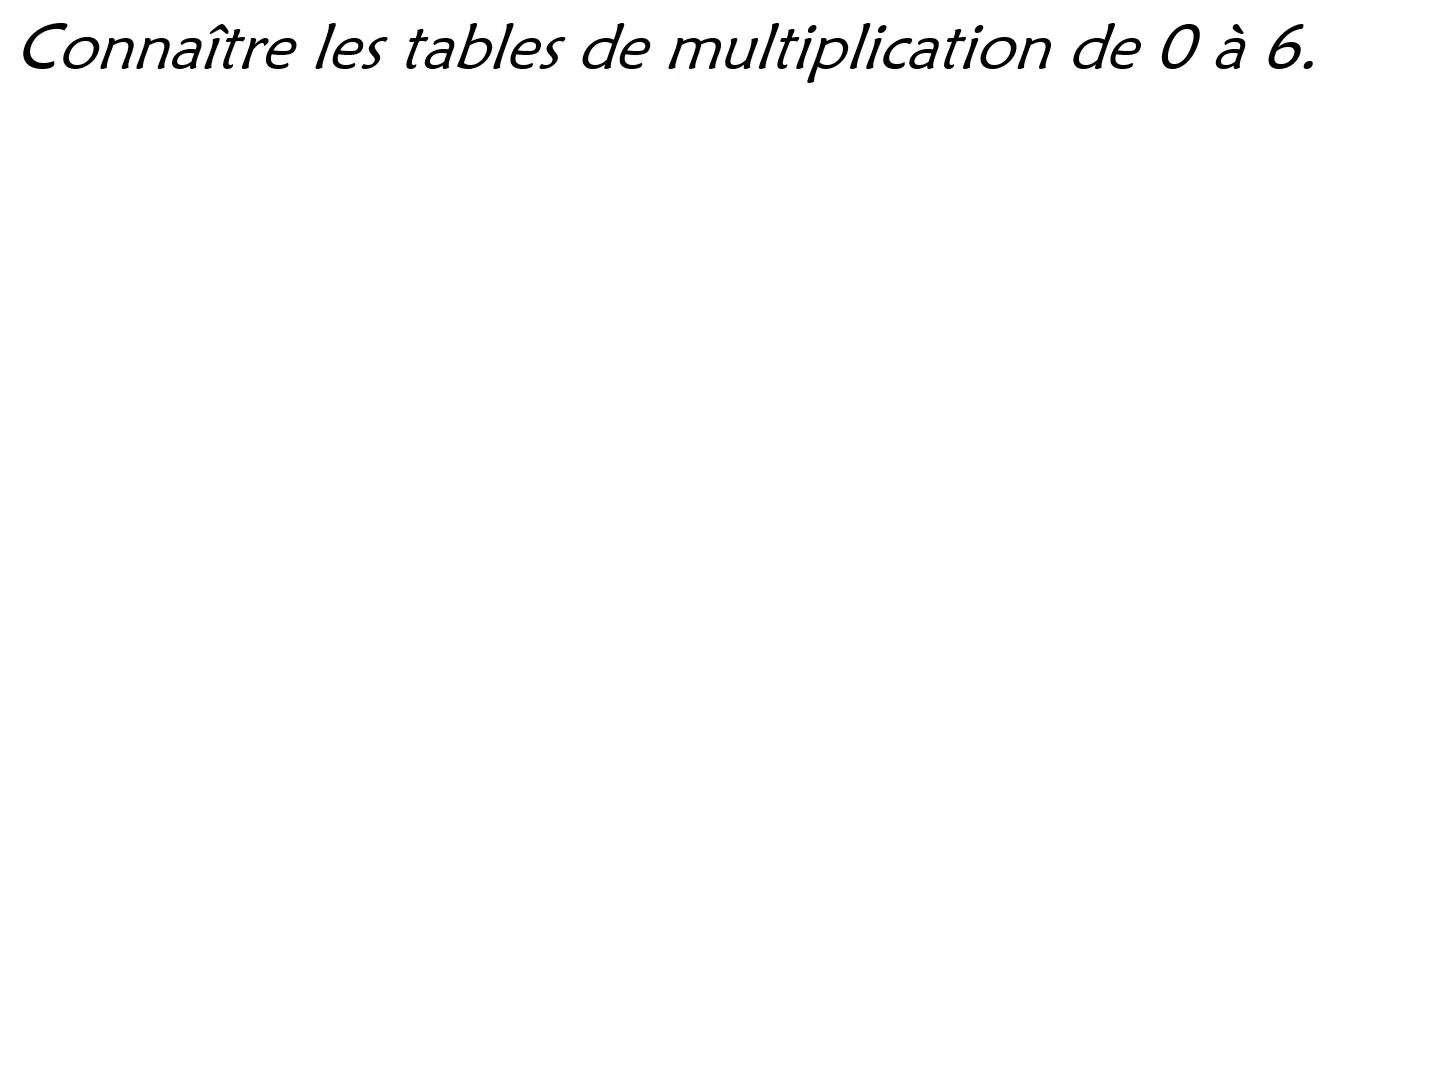 Connaître les tables de multiplication de 0 à 6.